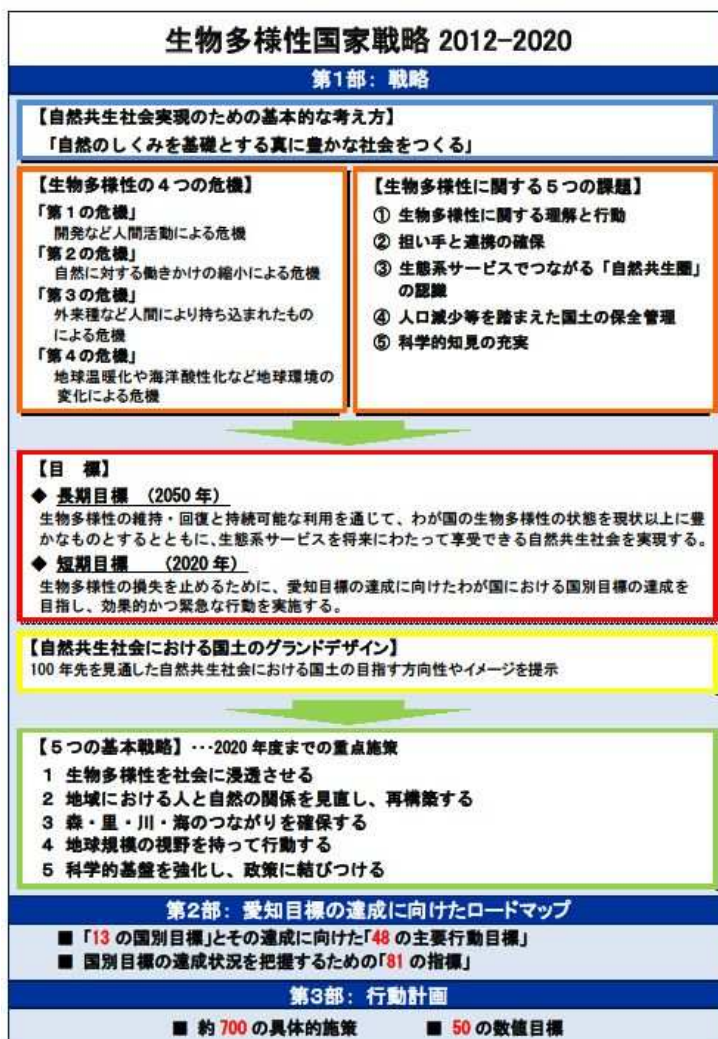 生物多様性国家戦略 2012-2020
第1部: 戦略
【自然共生社会実現のための基本的な考え方】
「自然のしくみを基礎とする真に豊かな社会をつくる」
【生物多様性の4つの危機】
「第1の危機」
開発など人間活動による危機
「第2の危機」
自然に対する働きかけの縮小による危機
「第3の危機」
外来種など人間により持ち込まれたもの
による危機
「第4の危機」
地球温暖化や海洋酸性化など地球環境の
変化による危機
【生物多様性に関する5つの課題】
① 生物多様性に関する理解と行動
② 担い手と連携の確保
③ 生態系サービスでつながる「自然共生圏」
の認識
④ 人口減少等を踏まえた国土の保全管理
⑤ 科学的知見の充実
【目 標】
◆ 長期目標 (2050 年)
生物多様性の維持・回復と持続可能な利用を通じて、わが国の生物多様性の状態を現状以上に豊
かなものとするとともに、生態系サービスを将来にわたって享受できる自然共生社会を実現する。
◆ 短期目標 (2020 年)
生物多様性の損失を止めるために、愛知目標の達成に向けたわが国における国別目標の達成を
目指し、効果的かつ緊急な行動を実施する。
【自然共生社会における国土のグランドデザイン】
100 年先を見通した自然共生社会における国土の目指す方向性やイメージを提示
【5つの基本戦略】・・・2020 年度までの重点施策
1 生物多様性を社会に浸透させる
2 地域における人と自然の関係を見直し、再構築する
3 森・里・川・海のつながりを確保する
4 地球規模の視野を持って行動する
5 科学的基盤を強化し、政策に結びつける
第2部: 愛知目標の達成に向けたロードマップ
■ 「13 の国別目標」とその達成に向けた「48 の主要行動目標」
■ 国別目標の達成状況を把握するための「81 の指標」
第3部: 行動計画
■ 約 700 の具体的施策 ■ 50 の数値目標